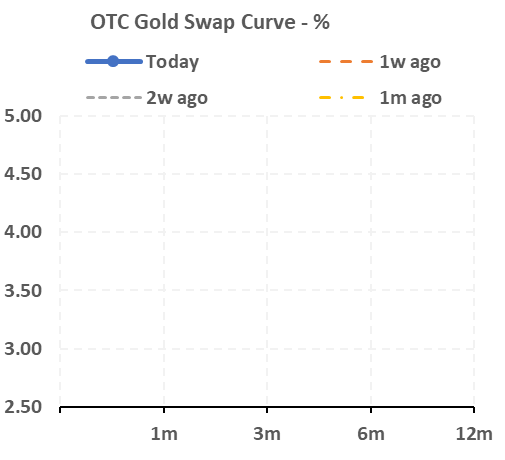 OTC Gold Swap Curve - %
Today 1w ago
2w ago 1m ago
5.00
4.50
4.00
3.50
3.00
2.50
1m 3m 6m 12m